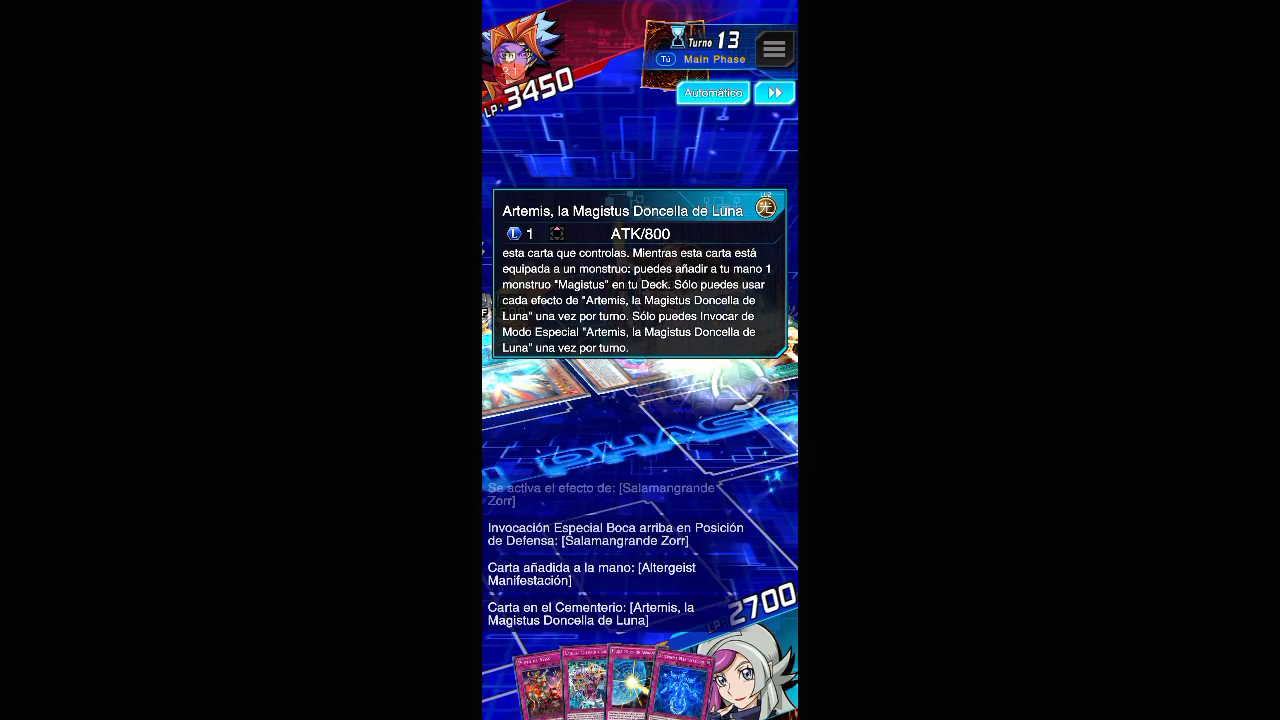 Turno 13
Tú Main Phase
LP: 3450
Automático
Artemis, la Magistus Doncella de Luna
L 1 ATK/800
esta carta que controlas. Mientras esta carta está
equipada a un monstruo: puedes añadir a tu mano 1
monstruo "Magistus" en tu Deck. Sólo puedes usar
cada efecto de "Artemis, la Magistus Doncella de
Luna" una vez por turno. Sólo puedes Invocar de
Modo Especial "Artemis, la Magistus Doncella de
Luna" una vez por turno.
PHASE
Se activa el efecto de: [Salamangrande
Zorr]
Invocación Especial Boca arriba en Posición
de Defensa: [Salamangrande Zorr]
Carta añadida a la mano: [Altergeist
Manifestación]
Carta en el Cementerio: [Artemis, la
Magistus Doncella de Luna]
LP: 2700